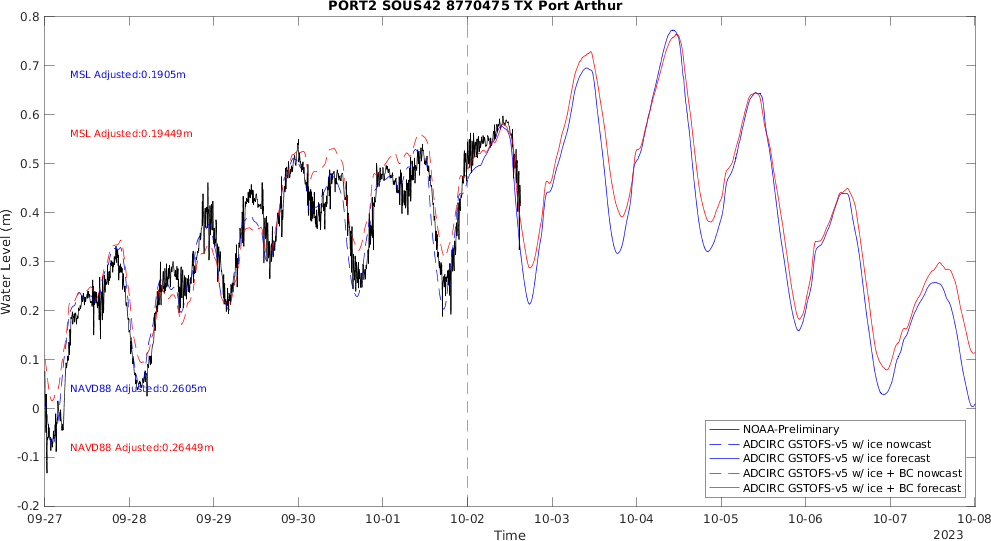 PORT2 SOUS42 8770475 TX Port Arthur
Water Level (m)
0.8
0.7
0.6
0.5
0.4
0.3
0.2
0.1
0
-0.1
-0.2
MSL Adjusted:0.1905m
MSL Adjusted:0.19449m
NAVD88 Adjusted:0.2605m
NAVD88 Adjusted:0.26449m
NOAA-Preliminary
ADCIRC GSTOFS-v5 w/ ice nowcast
ADCIRC GSTOFS-v5 w/ ice forecast
ADCIRC GSTOFS-v5 w/ ice + BC nowcast
ADCIRC GSTOFS-v5 w/ ice + BC forecast
09-27 09-28 09-29 09-30 10-01 10-02 10-03 10-04 10-05 10-06 10-07 10-08
Time
2023